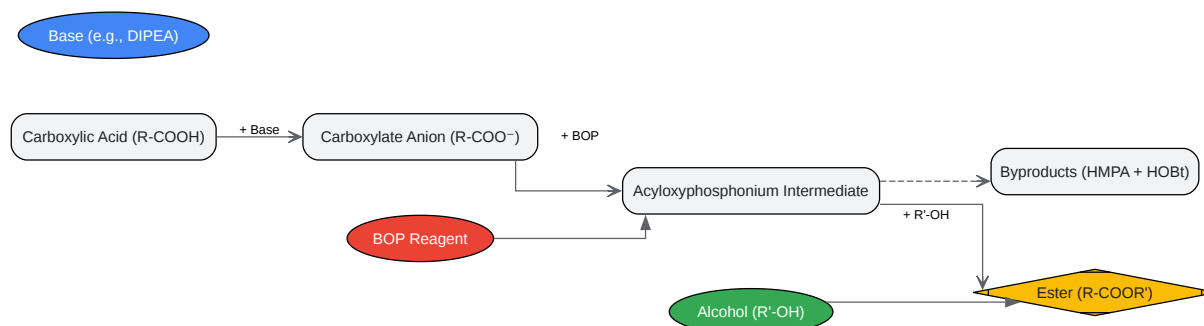 Base (e.g., DIPEA)
Carboxylic Acid (R-COOH)
+ Base
Carboxylate Anion (R-COO⁻)
+ BOP
Acyloxyphosphonium Intermediate
Byproducts (HMPA + HOBt)
+ R'-OH
BOP Reagent
Ester (R-COOR')
Alcohol (R'-OH)